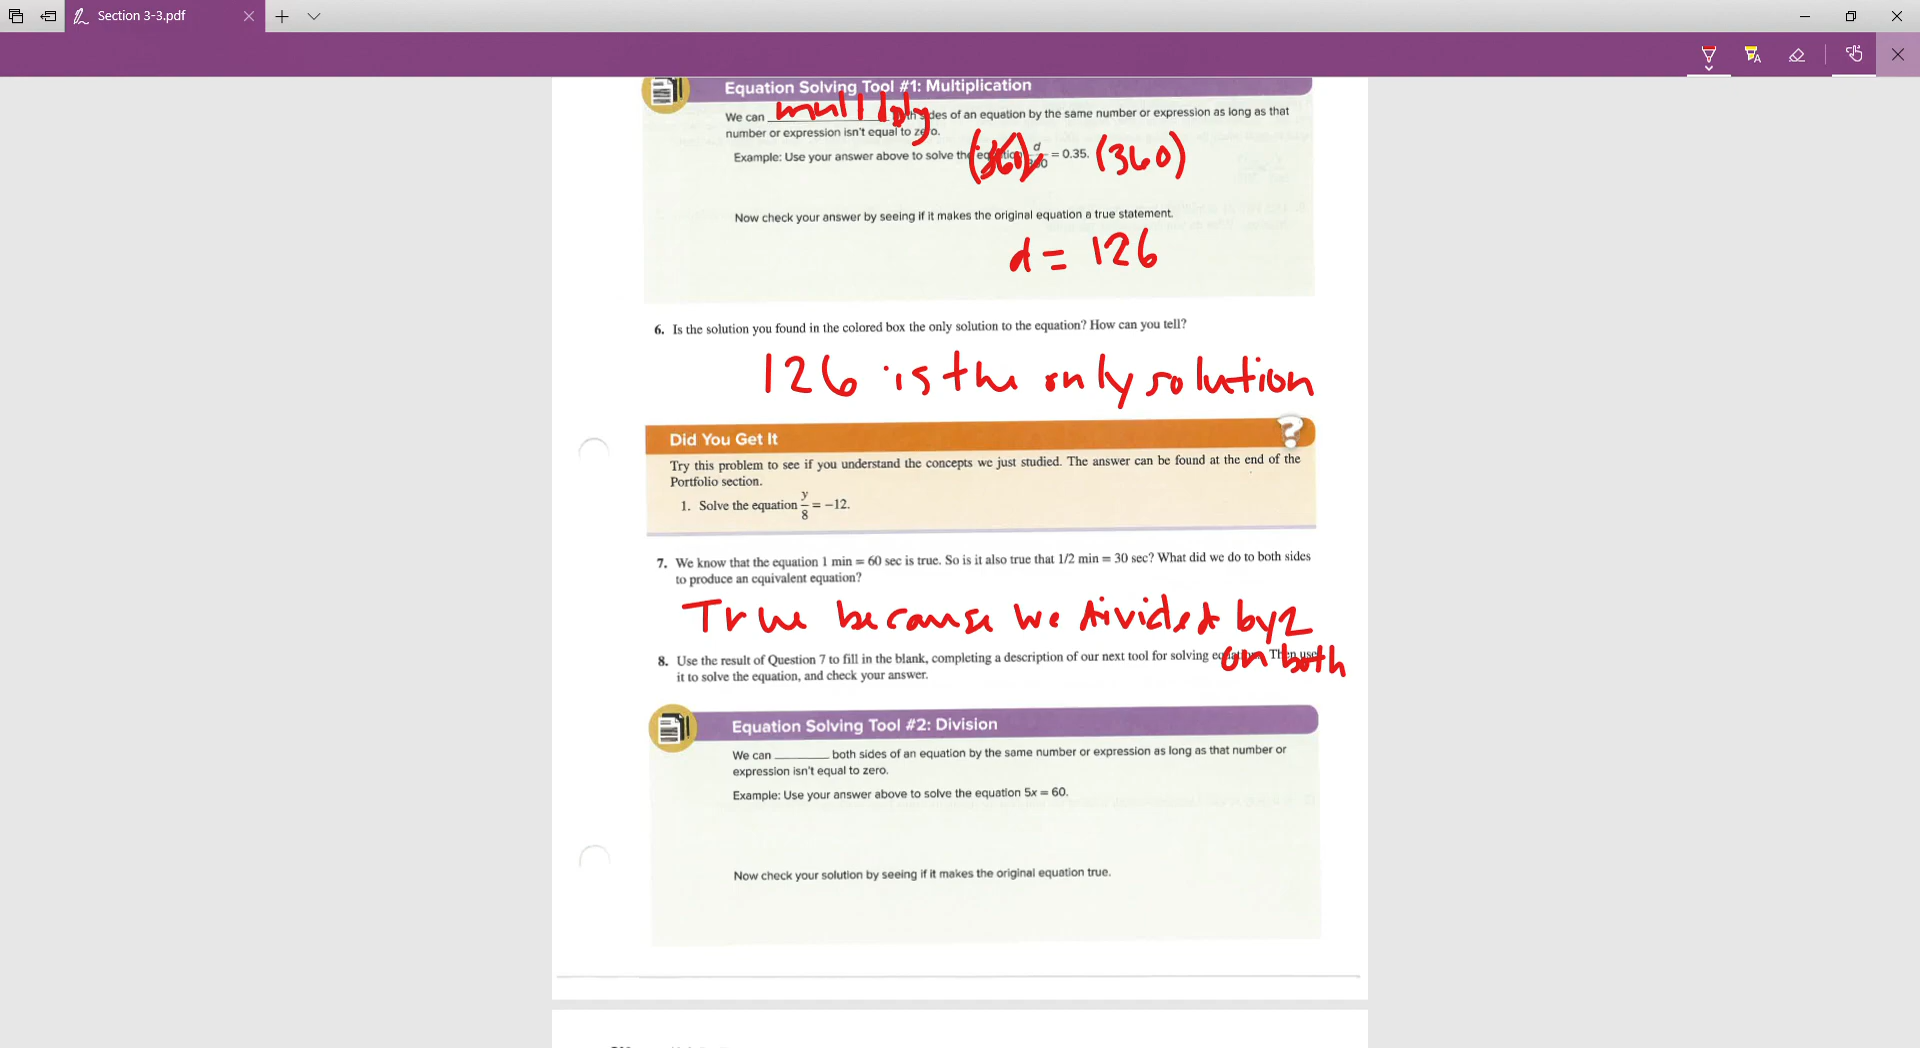 Section 3-3.pdf
Equation Solving Tool #1: Multiplication
We can multiply both sides of an equation by the same number or expression as long as that
number or expression isn't equal to zero.
Example: Use your answer above to solve the equation (360) d/360 = 0.35. (360)
Now check your answer by seeing if it makes the original equation a true statement.
d = 126
6. Is the solution you found in the colored box the only solution to the equation? How can you tell?
126 is the only solution
Did You Get It
?
Try this problem to see if you understand the concepts we just studied. The answer can be found at the end of the
Portfolio section.
1. Solve the equation y/8 = −12.
7. We know that the equation 1 min = 60 sec is true. So is it also true that 1/2 min = 30 sec? What did we do to both sides
to produce an equivalent equation?
True because we divided by 2
on both
8. Use the result of Question 7 to fill in the blank, completing a description of our next tool for solving equations. Then use
it to solve the equation, and check your answer.
Equation Solving Tool #2: Division
We can ________ both sides of an equation by the same number or expression as long as that number or
expression isn't equal to zero.
Example: Use your answer above to solve the equation 5x = 60.
Now check your solution by seeing if it makes the original equation true.